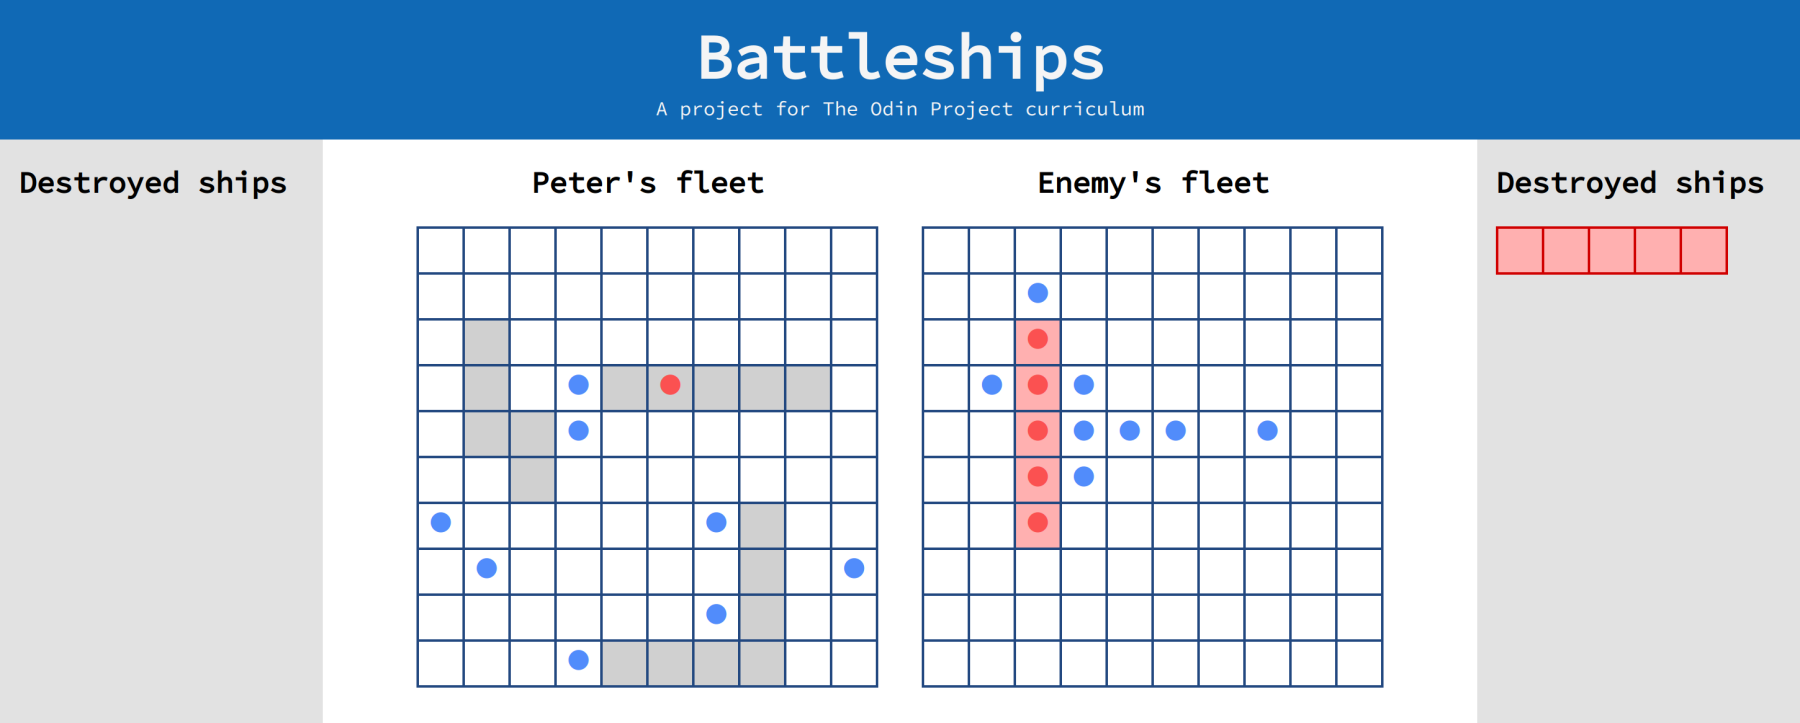 Battleships
A project for The Odin Project curriculum
Destroyed ships
Peter's fleet
Enemy's fleet
Destroyed ships